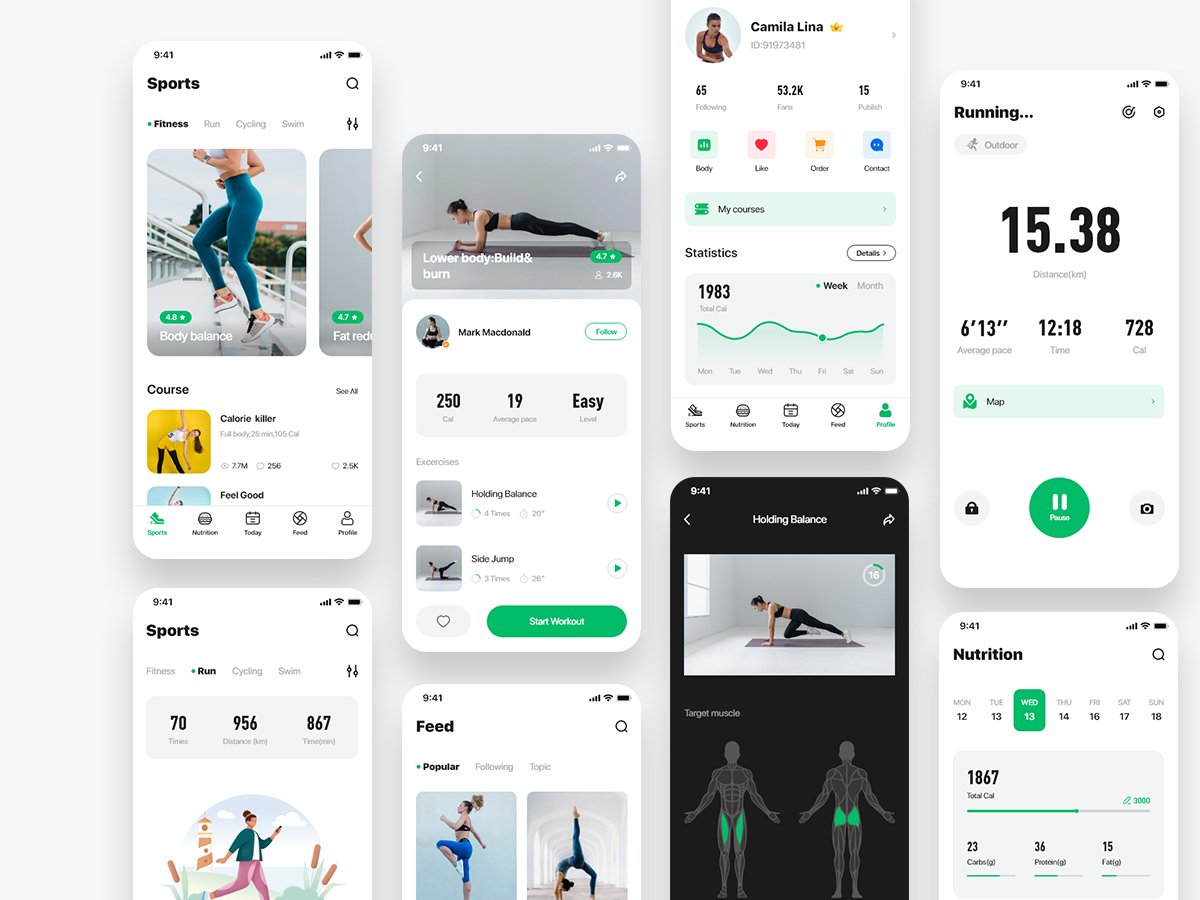 9:41
Sports
Fitness Run Cycling Swim
4.8 ★
Body balance
4.7 ★
Fat redu
Course See All
Calorie killer
Full body,25 min,105 Cal
7.7M 256 2.5K
Feel Good
Sports Nutrition Today Feed Profile
9:41
Sports
Fitness Run Cycling Swim
70 956 867
Times Distance (km) Time(min)
9:41
Lower body:Build&
burn
4.7 ★
2.6K
Mark Macdonald Follow
250 19 Easy
Cal Average pace Level
Excercises
Holding Balance
4 Times 20"
Side Jump
3 Times 26"
Start Workout
9:41
Feed
Popular Following Topic
Camila Lina
ID:91973481
65 53.2K 15
Following Fans Publish
Body Like Order Contact
My courses
Statistics Details
1983 Week Month
Total Cal
Mon Tue Wed Thu Fri Sat Sun
Sports Nutrition Today Feed Profile
9:41
Holding Balance
16
Target muscle
9:41
Running...
Outdoor
15.38
Distance(km)
6'13'' 12:18 728
Average pace Time Cal
Map
Pause
9:41
Nutrition
MON TUE WED THU FRI SAT SUN
12 13 13 14 16 17 18
1867
Total Cal
3000
23 36 15
Carbs(g) Protein(g) Fat(g)